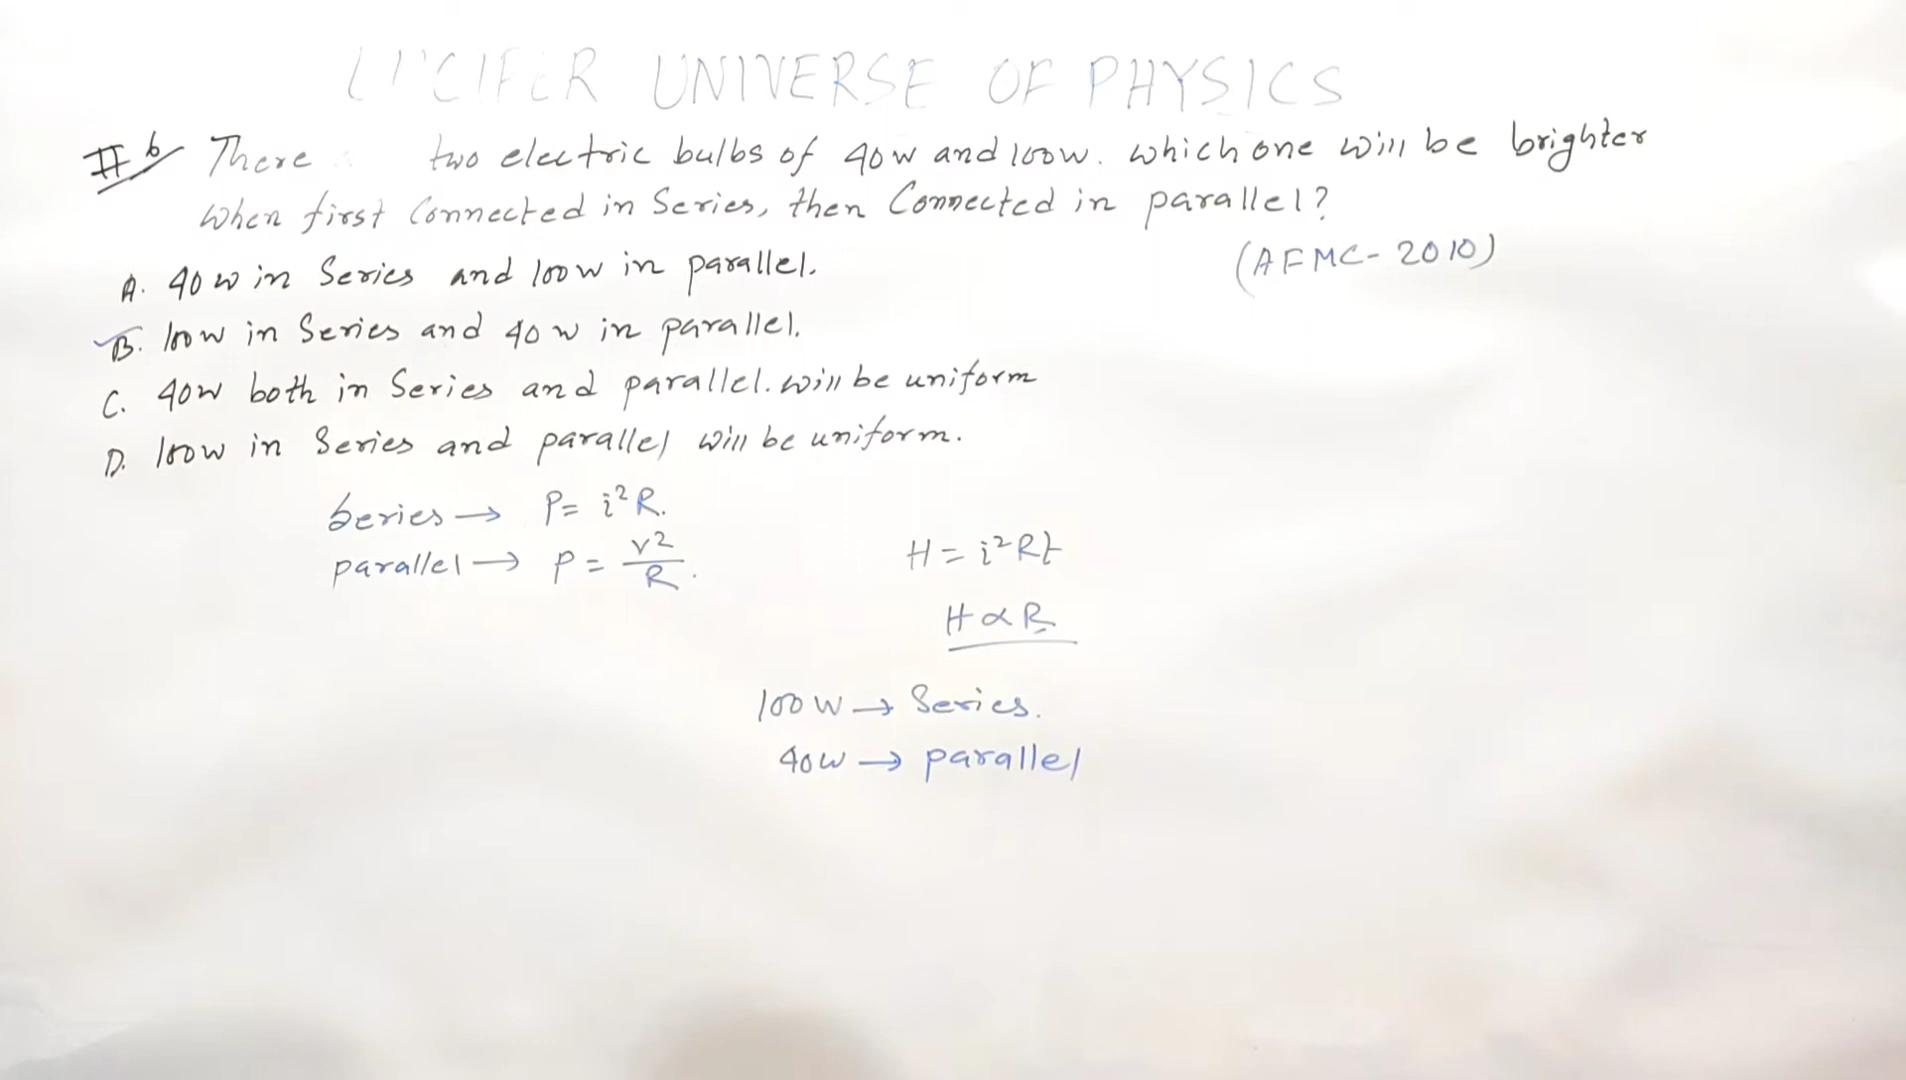 LUCIFER UNIVERSE OF PHYSICS
#6 There two electric bulbs of 40w and 100w. which one will be brighter
when first Connected in Series, then Connected in parallel?
(AFMC-2010)
A. 40w in Series and 100w in parallel.
B. 100w in Series and 40w in parallel.
C. 40w both in Series and parallel. will be uniform
D. 100w in Series and parallel will be uniform.
Series → P = i²R.
parallel → P = V²/R.
H = i²Rt
H ∝ R
100W → Series.
40w → parallel